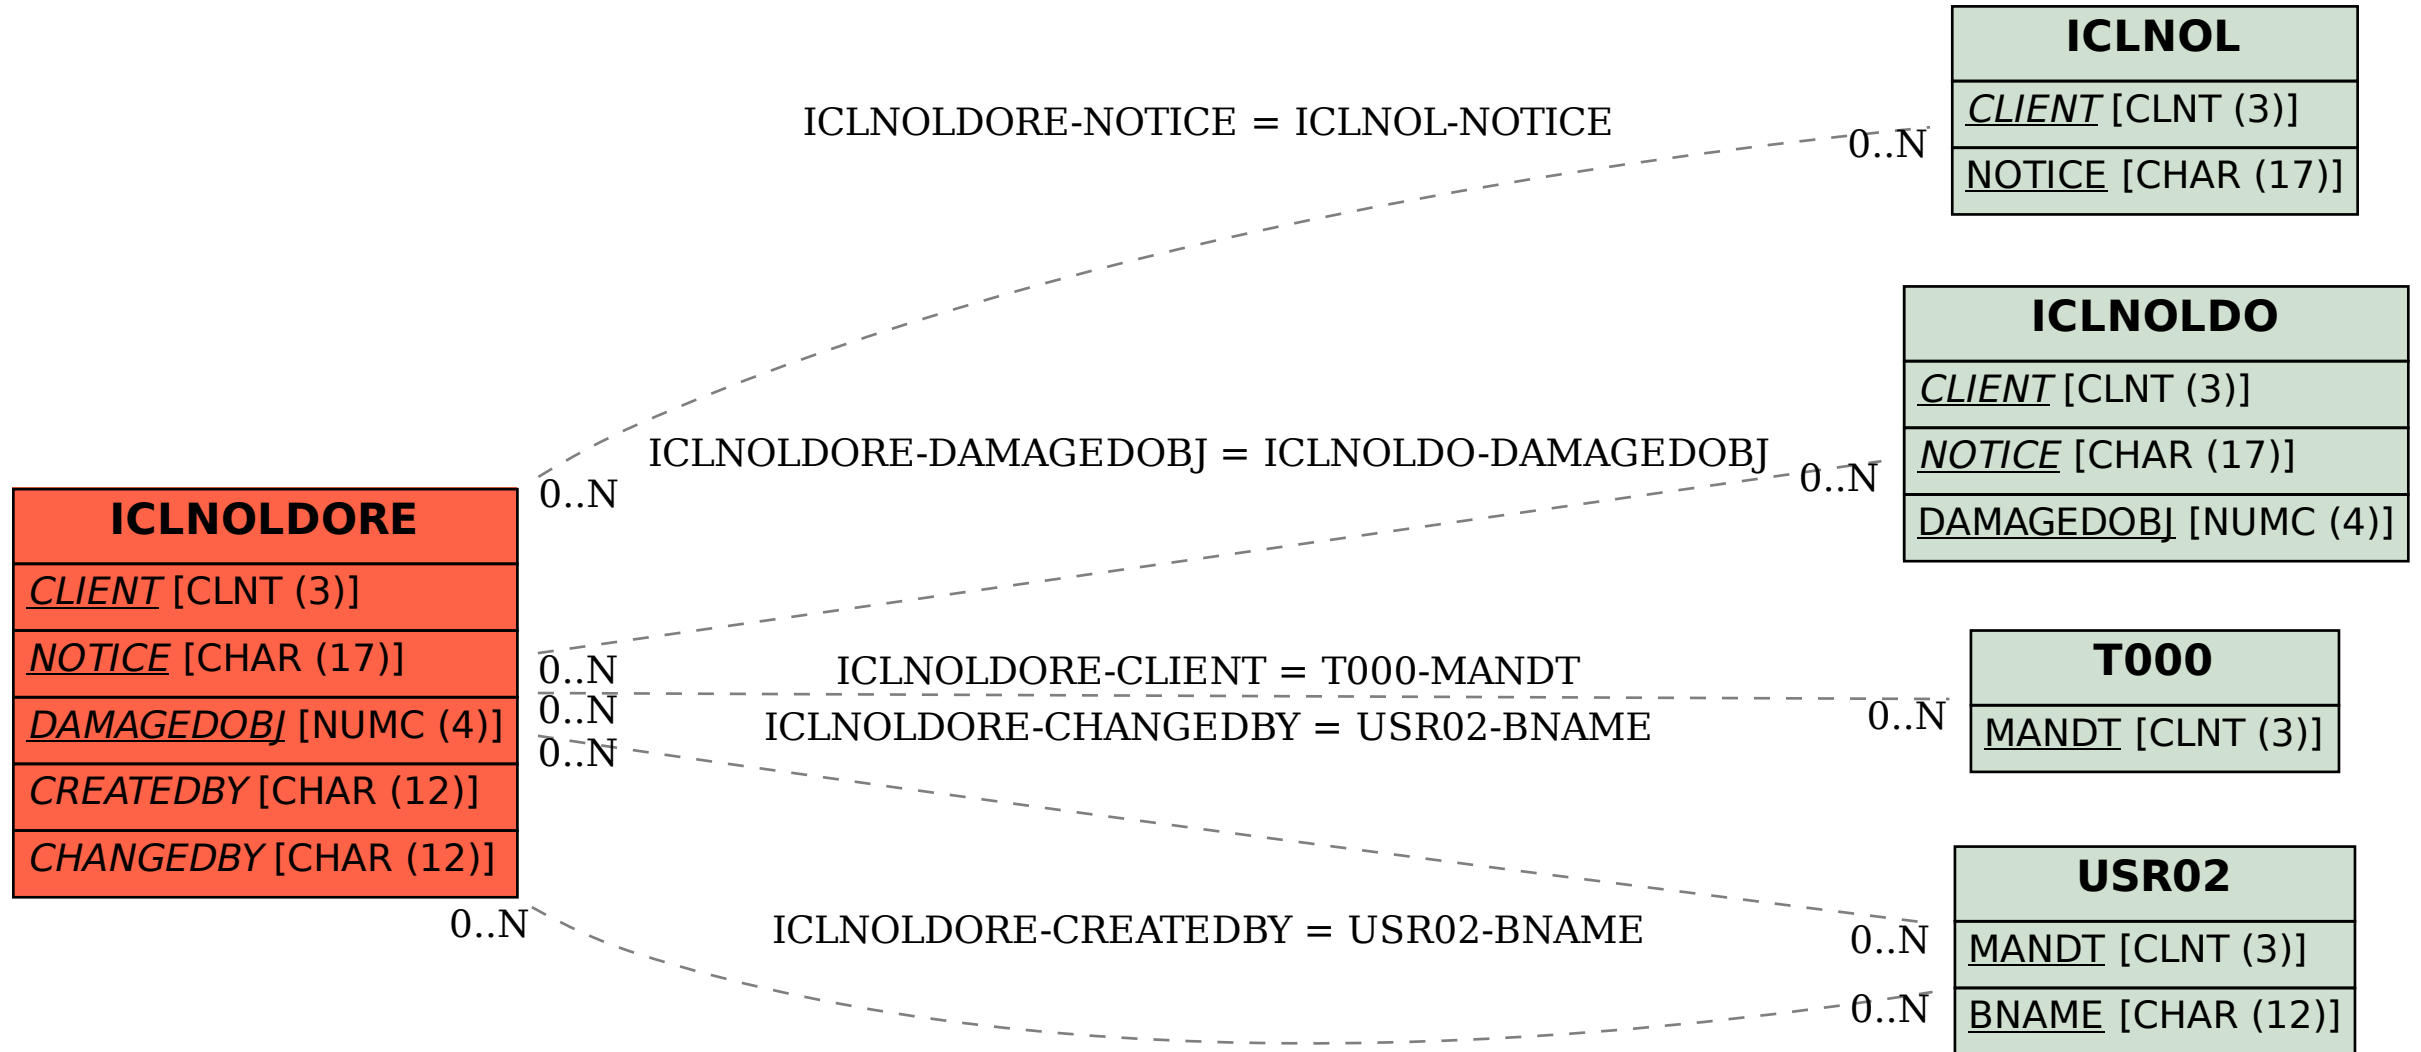 ICLNOL
CLIENT [CLNT (3)]
NOTICE [CHAR (17)]
ICLNOLDORE-NOTICE = ICLNOL-NOTICE
0..N
0..N
ICLNOLDO
CLIENT [CLNT (3)]
NOTICE [CHAR (17)]
DAMAGEDOBJ [NUMC (4)]
ICLNOLDORE-DAMAGEDOBJ = ICLNOLDO-DAMAGEDOBJ
0..N
0..N
ICLNOLDORE
CLIENT [CLNT (3)]
NOTICE [CHAR (17)]
DAMAGEDOBJ [NUMC (4)]
CREATEDBY [CHAR (12)]
CHANGEDBY [CHAR (12)]
ICLNOLDORE-CLIENT = T000-MANDT
0..N
0..N
T000
MANDT [CLNT (3)]
ICLNOLDORE-CHANGEDBY = USR02-BNAME
0..N
0..N
USR02
MANDT [CLNT (3)]
BNAME [CHAR (12)]
ICLNOLDORE-CREATEDBY = USR02-BNAME
0..N
0..N